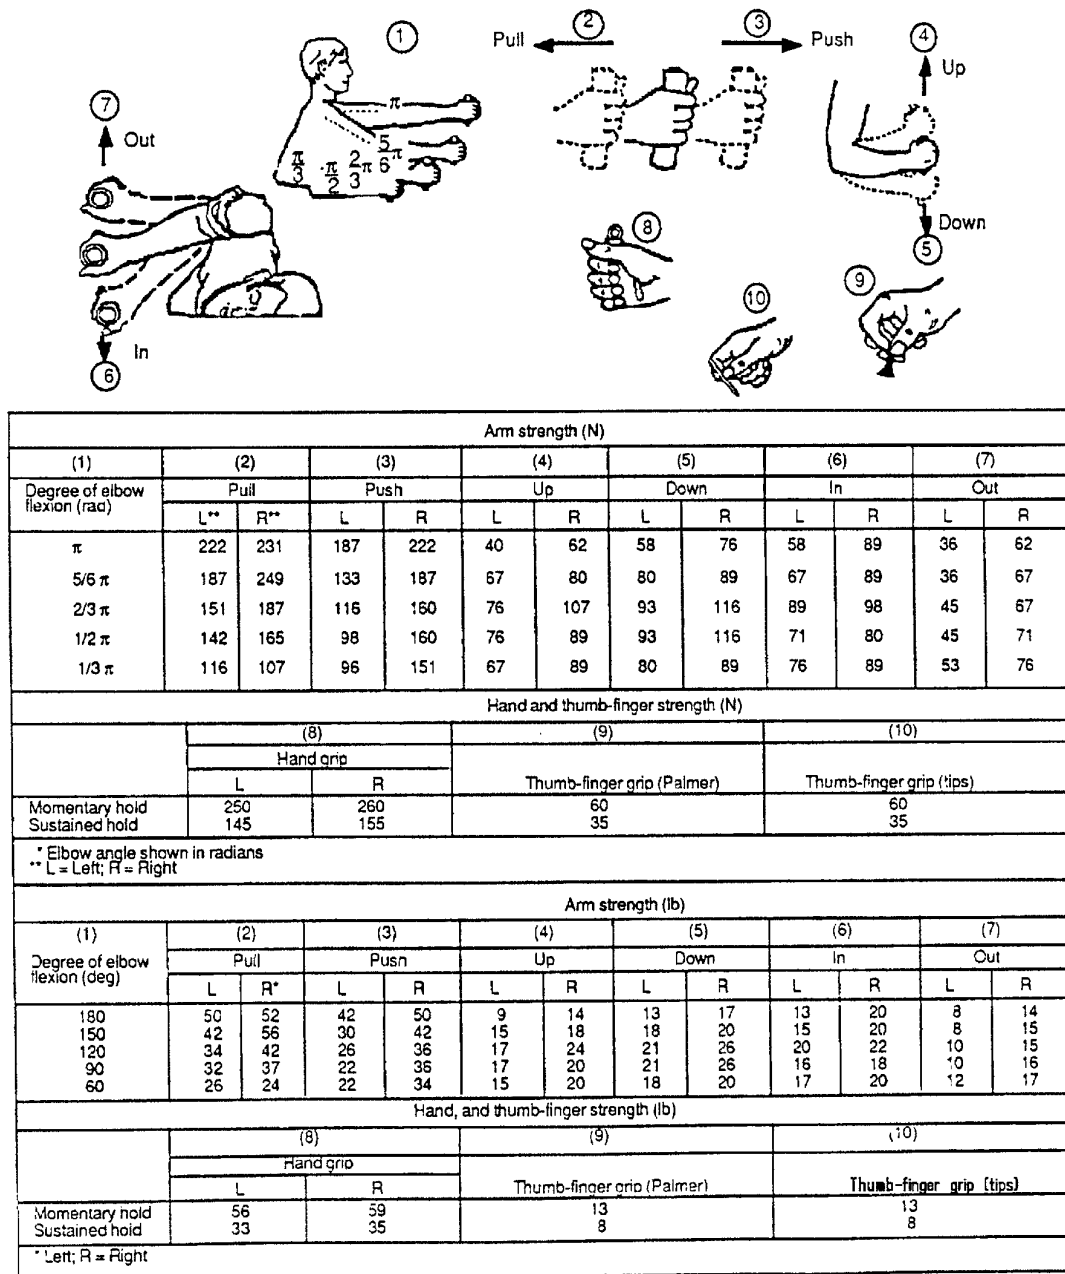 1
Pull 2 3 Push 4
Up
7
Out
π
π/3 π/2 2/3 π 5/6 π
8
Down
5
9
10
In
6
Arm strength (N)
(1) (2) (3) (4) (5) (6) (7)
Degree of elbow flexion (rad) Pull Push Up Down In Out
L** R** L R L R L R L R L R
π 222 231 187 222 40 62 58 76 58 89 36 62
5/6 π 187 249 133 187 67 80 80 89 67 89 36 67
2/3 π 151 187 116 160 76 107 93 116 89 98 45 67
1/2 π 142 165 98 160 76 89 93 116 71 80 45 71
1/3 π 116 107 96 151 67 89 80 89 76 89 53 76
Hand and thumb-finger strength (N)
(8) (9) (10)
Hand grip
L R Thumb-finger grip (Palmer) Thumb-finger grip (tips)
Momentary hold 250 260 60 60
Sustained hold 145 155 35 35
* Elbow angle shown in radians
** L = Left; R = Right
Arm strength (lb)
(1) (2) (3) (4) (5) (6) (7)
Degree of elbow flexion (deg) Pull Push Up Down In Out
L R* L R L R L R L R L R
180 50 52 42 50 9 14 13 17 13 20 8 14
150 42 56 30 42 15 18 18 20 15 20 8 15
120 34 42 26 36 17 24 21 26 20 22 10 15
90 32 37 22 36 17 20 21 26 16 18 10 16
60 26 24 22 34 15 20 18 20 17 20 12 17
Hand, and thumb-finger strength (lb)
(8) (9) (10)
Hand grip
L R Thumb-finger grip (Palmer) Thumb-finger grip (tips)
Momentary hold 56 59 13 13
Sustained hold 33 35 8 8
* Left; R = Right